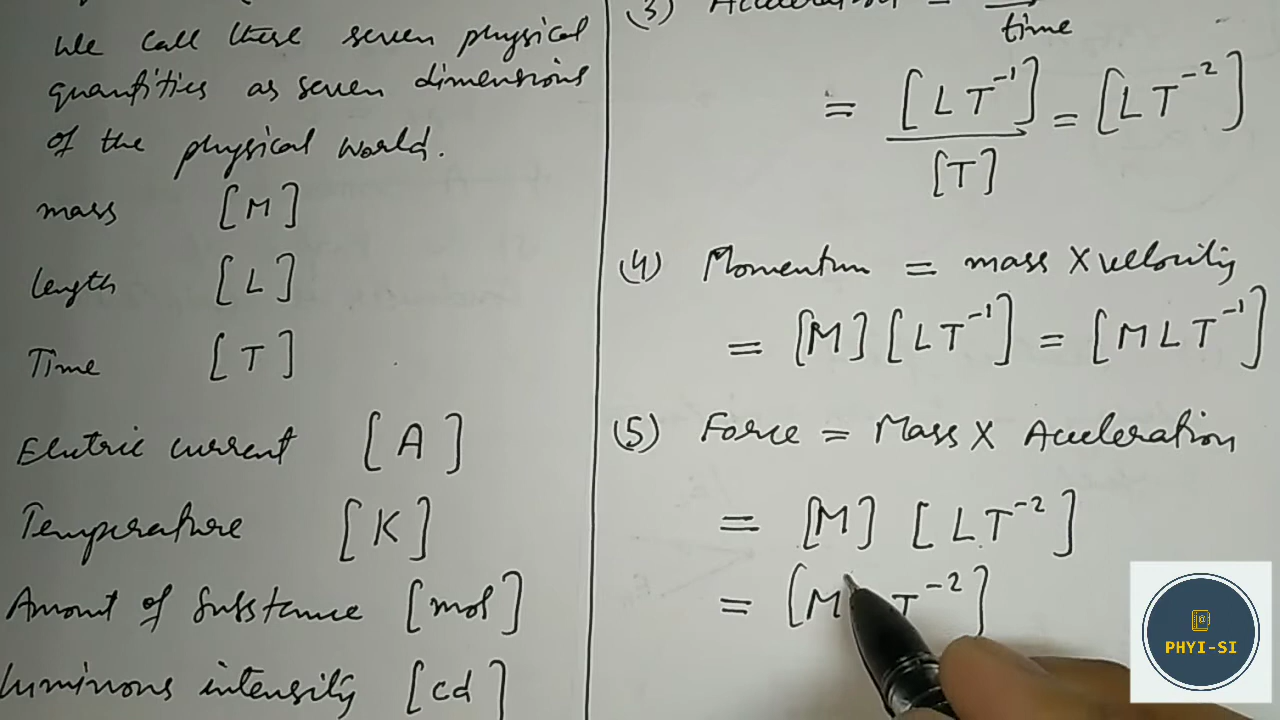 We call these seven physical
quantities as seven dimensions
of the physical world.
mass [M]
length [L]
Time [T]
Electric current [A]
Temperature [K]
Amount of Substance [mol]
Luminous intensity [cd]
(3) Acceleration =
time
= [LT⁻¹] / [T] = [LT⁻²]
(4) Momentum = mass X velocity
= [M] [LT⁻¹] = [MLT⁻¹]
(5) Force = Mass X Acceleration
= [M] [LT⁻²]
= [M T⁻²]
PHYI-SI